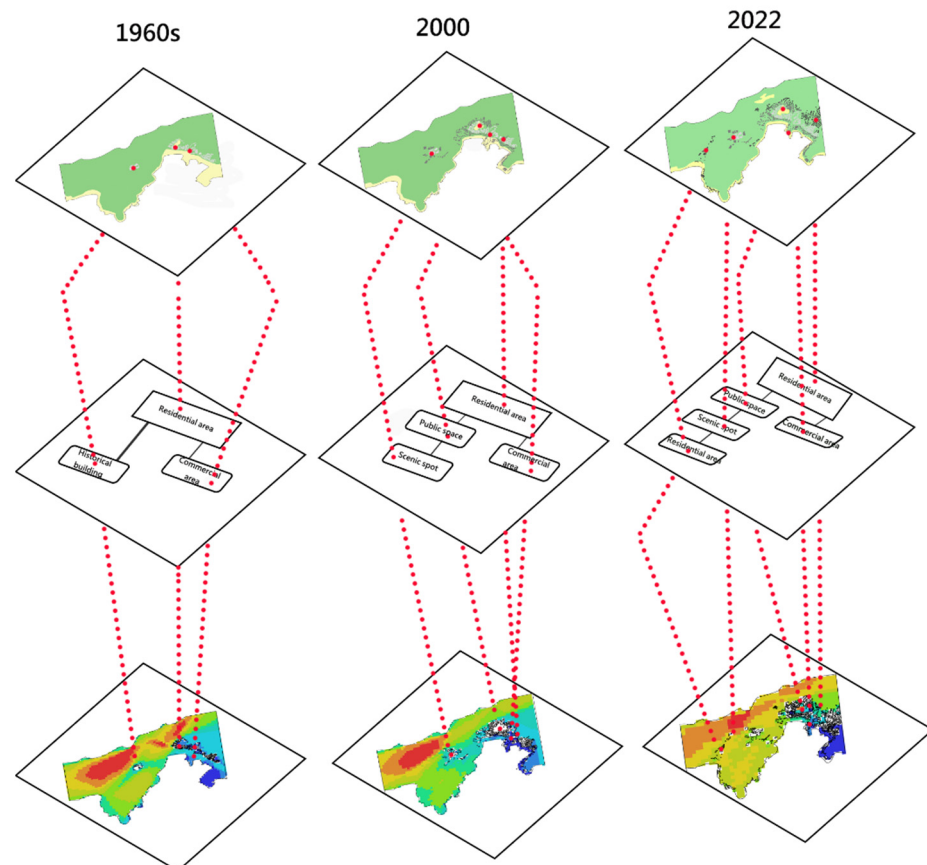 1960s
2000
2022
Residential area
Historical
building
Commercial
area
Residential area
Public space
Scenic spot
Commercial
area
Residential area
Public space
Scenic spot
Commercial area
Residential area